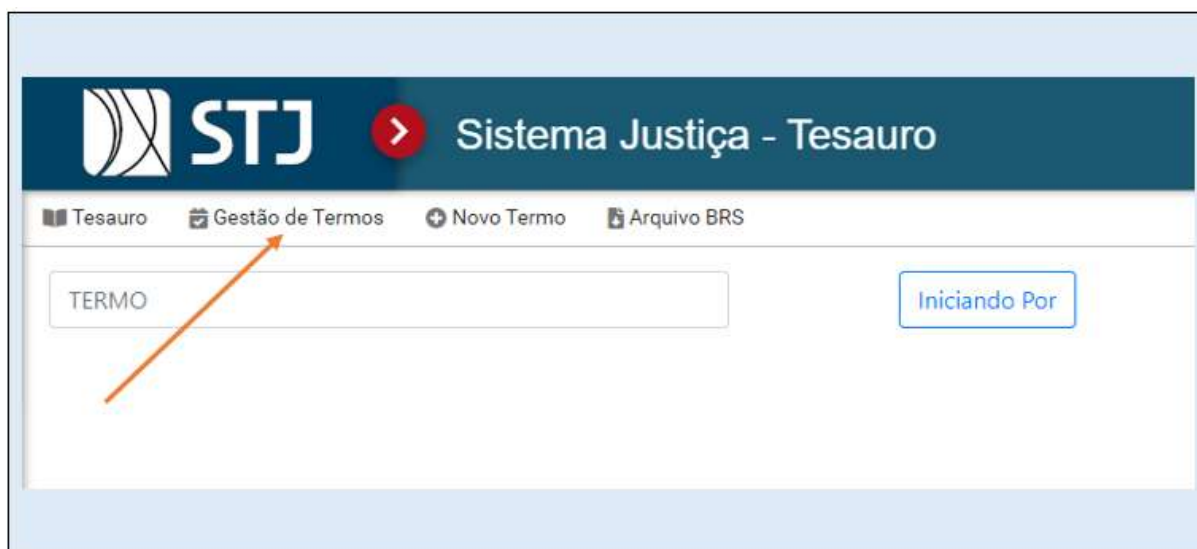 STJ Sistema Justiça - Tesauro
Tesauro Gestão de Termos Novo Termo Arquivo BRS
TERMO Iniciando Por